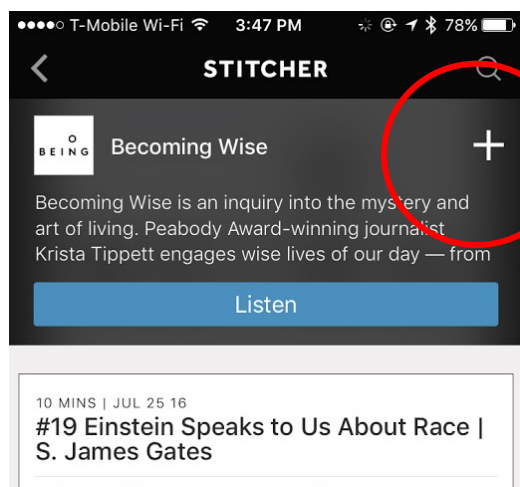 T-Mobile Wi-Fi 3:47 PM 78%
STITCHER
O
BEING
Becoming Wise
Becoming Wise is an inquiry into the mystery and
art of living. Peabody Award-winning journalist
Krista Tippett engages wise lives of our day — from
Listen
10 MINS | JUL 25 16
#19 Einstein Speaks to Us About Race |
S. James Gates